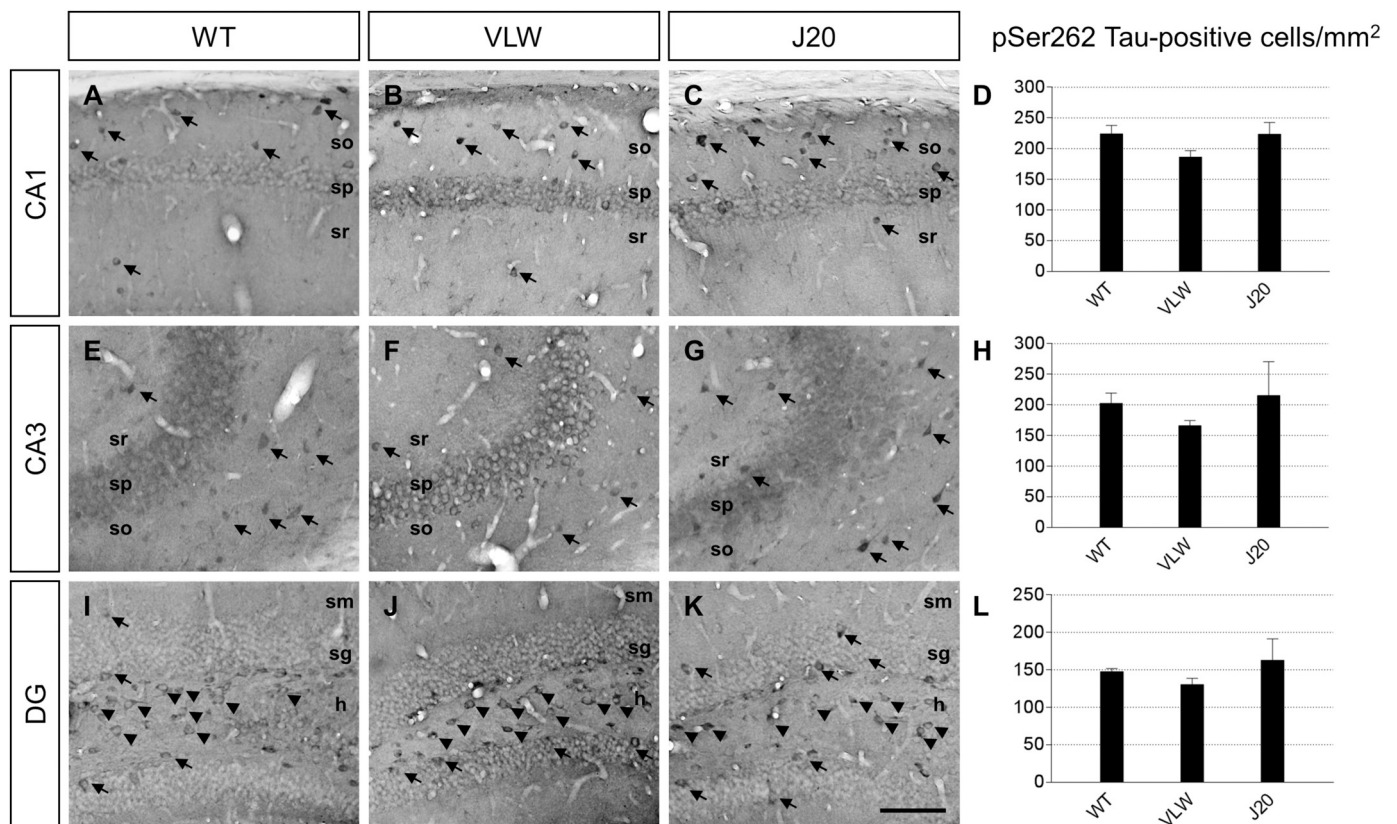 WT
VLW
J20
pSer262 Tau-positive cells/mm²
CA1
A
so
sp
sr
B
so
sp
sr
C
so
sp
sr
D
300
250
200
150
100
50
0
WT
VLW
J20
CA3
E
sr
sp
so
F
sr
sp
so
G
sr
sp
so
H
300
250
200
150
100
50
0
WT
VLW
J20
DG
I
sm
sg
h
J
sm
sg
h
K
sm
sg
h
L
250
200
150
100
50
0
WT
VLW
J20